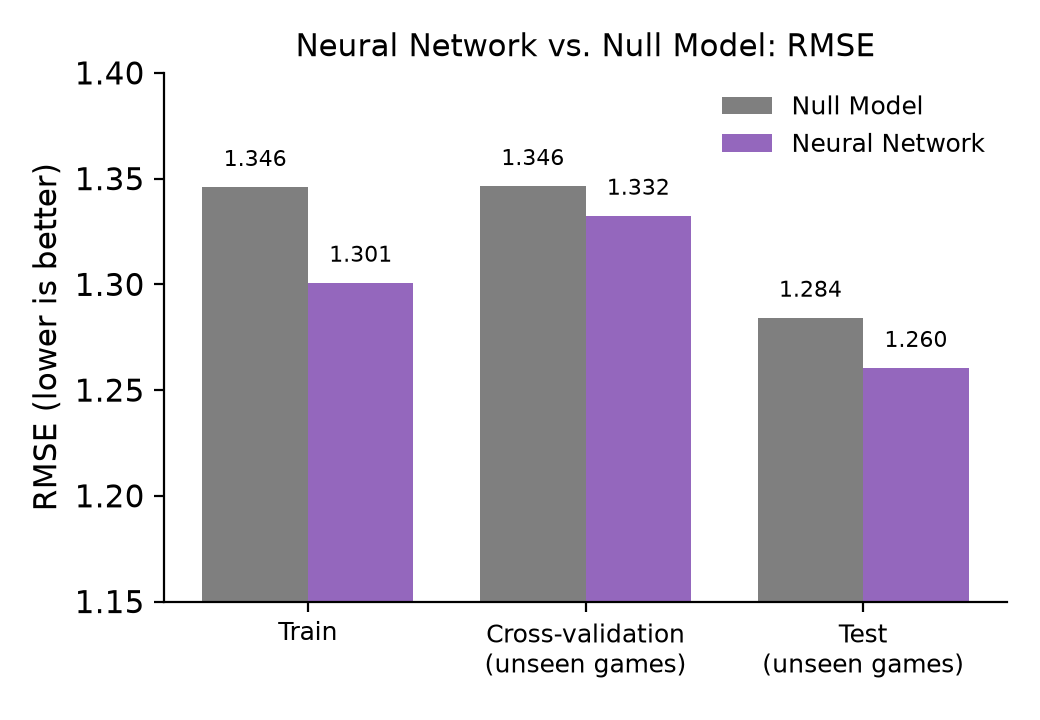 Neural Network vs. Null Model: RMSE
1.40
1.35
1.30
1.25
1.20
1.15
RMSE (lower is better)
Null Model
Neural Network
1.346
1.301
1.346
1.332
1.284
1.260
Train
Cross-validation
(unseen games)
Test
(unseen games)